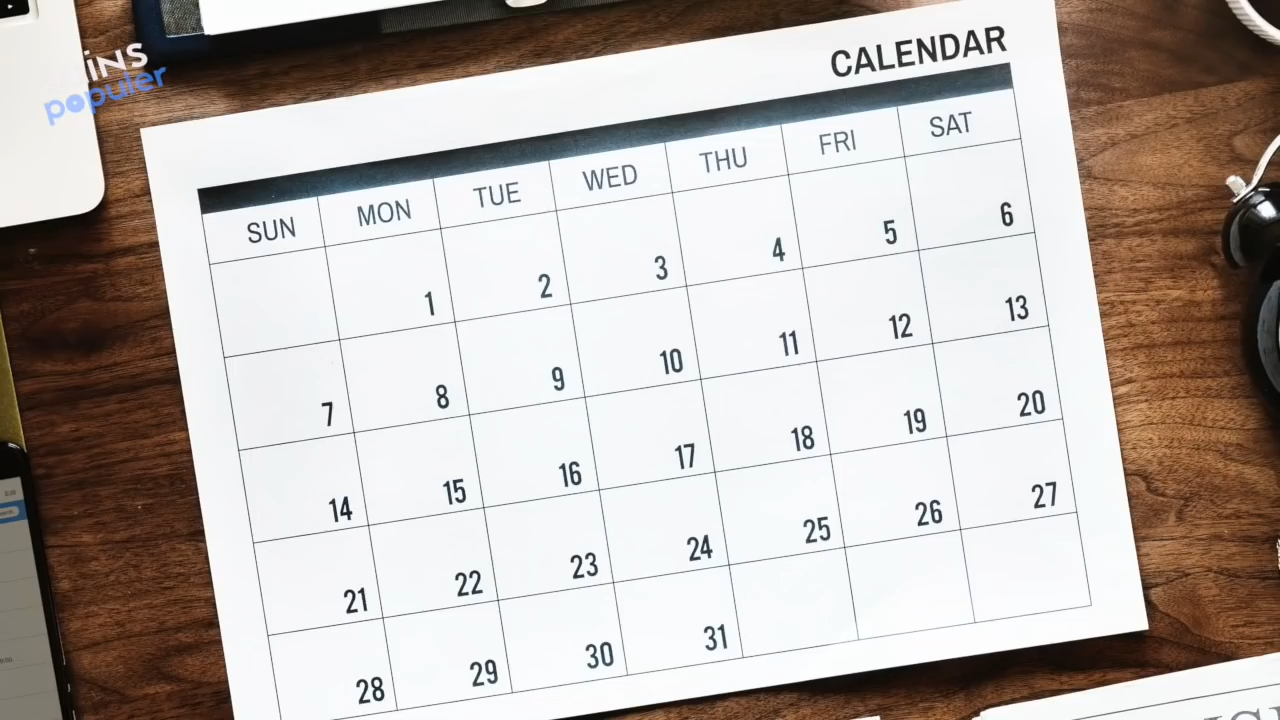 populer
CALENDAR
SUN MON TUE WED THU FRI SAT
1 2 3 4 5 6
7 8 9 10 11 12 13
14 15 16 17 18 19 20
21 22 23 24 25 26 27
28 29 30 31